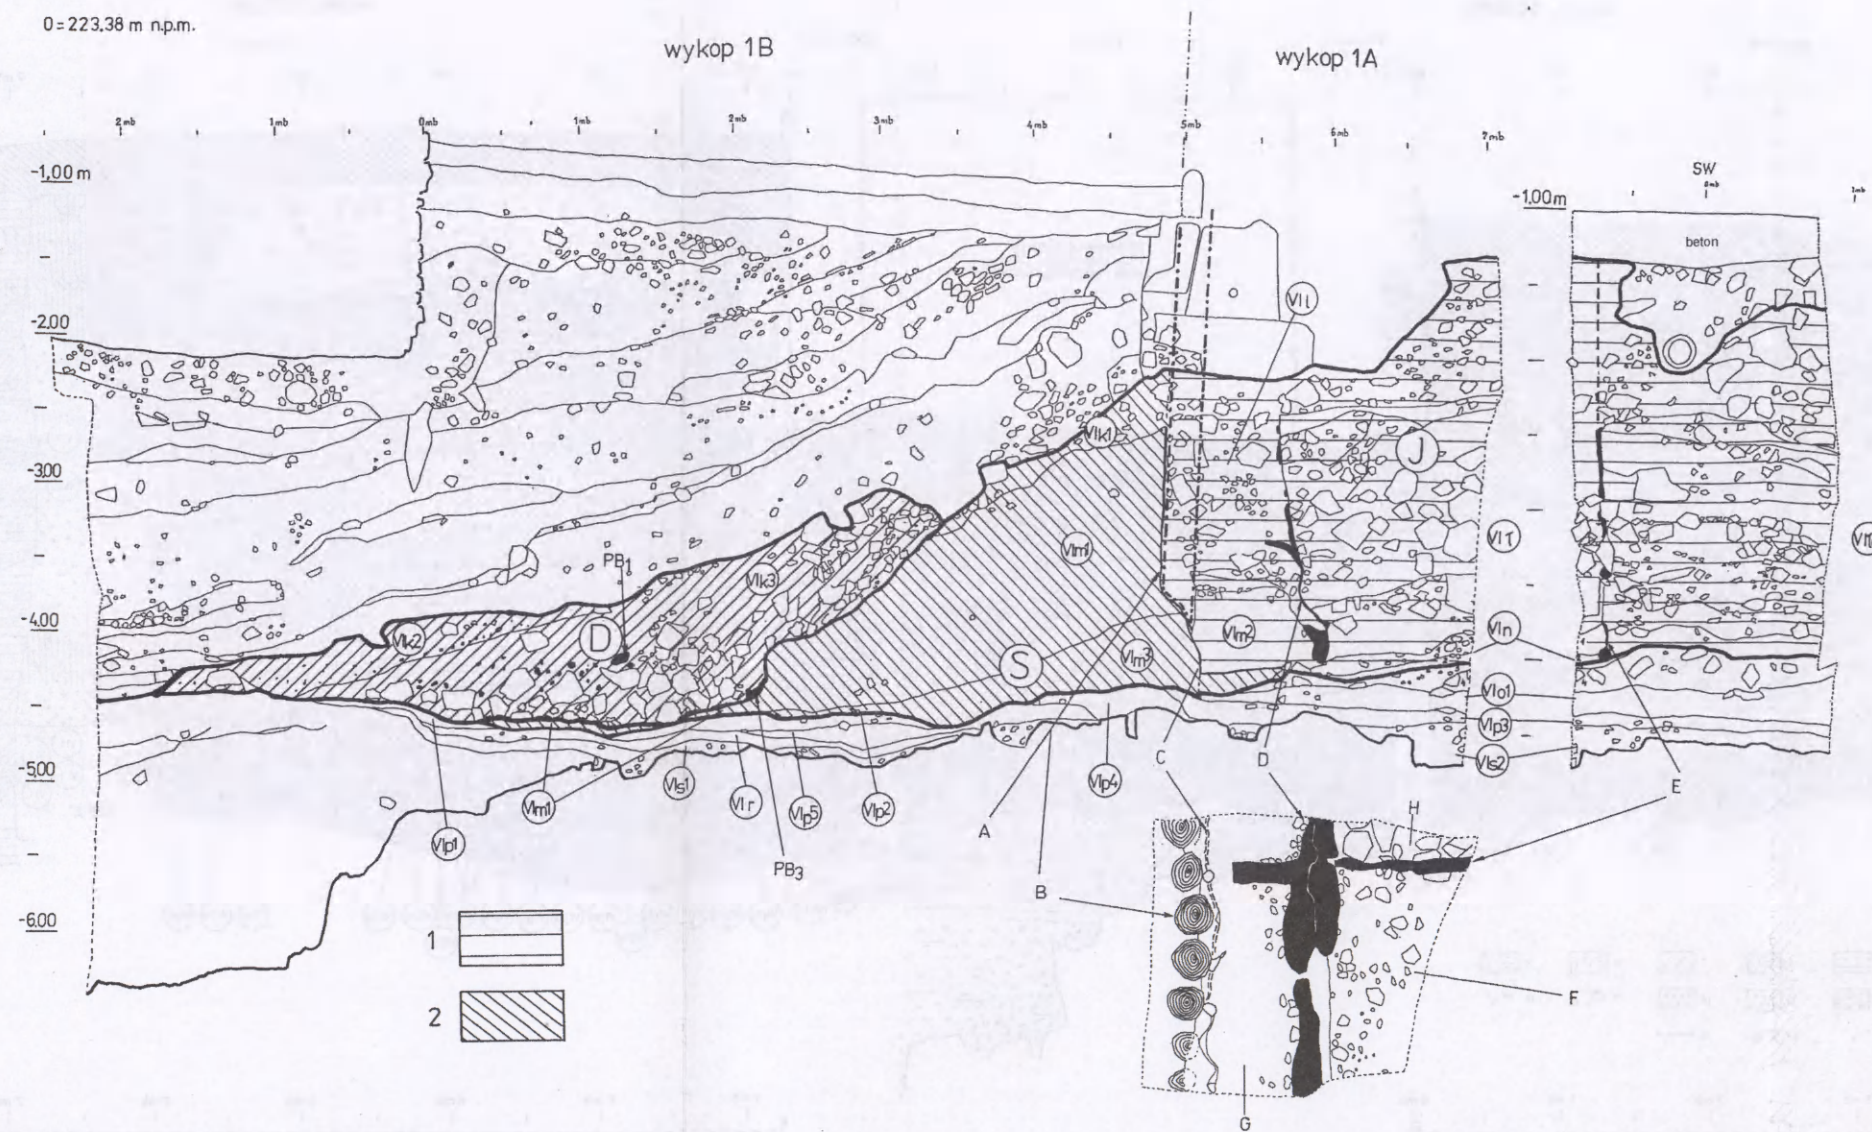 0=223,38 m n.p.m.
wykop 1B
wykop 1A
2mb 1mb 0mb 1mb 2mb 3mb 4mb 5mb 6mb 7mb
SW
0mb 1mb
-1,00 m
-1,00m
beton
-2,00
VIk1
J
-3,00
PB1
VIk3
VIm1
-4,00
VIk2
D
S
VIm3
VIm2
VIn
VIo1
VIp3
VIs2
-5,00
VIp1
VIm1
VIs1
VIr
VIp5
VIp2
VIp4
PB3
A
B
C
D
E
H
-6,00
1
2
F
G